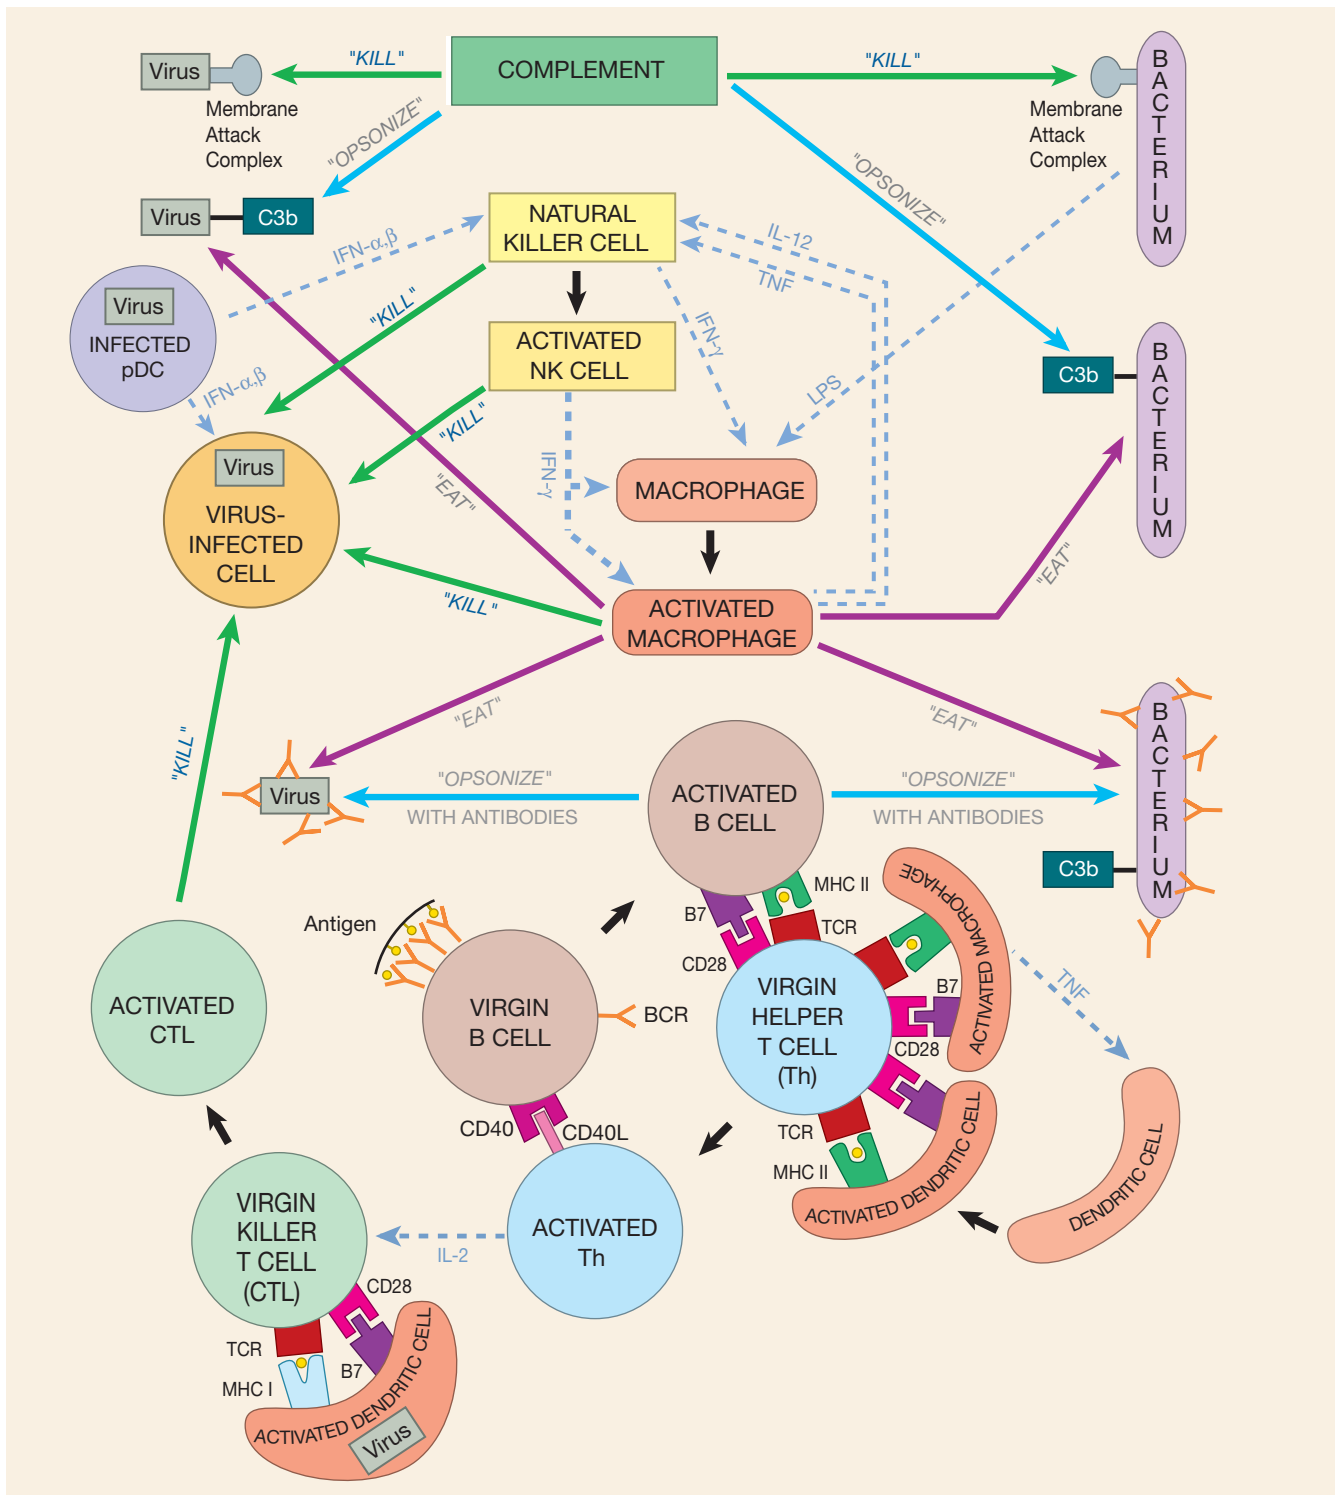 "KILL"
COMPLEMENT
"KILL"
Virus
Membrane
Attack
Complex
"OPSONIZE"
Membrane
Attack
Complex
BACTERIUM
"OPSONIZE"
Virus
C3b
NATURAL
KILLER CELL
IFN-α,β
IL-12
TNF
Virus
INFECTED
pDC
"KILL"
ACTIVATED
NK CELL
IFN-γ
LPS
C3b
BACTERIUM
IFN-α,β
"KILL"
Virus
VIRUS-
INFECTED
CELL
"EAT"
IFN-γ
MACROPHAGE
"EAT"
"KILL"
ACTIVATED
MACROPHAGE
"EAT"
"EAT"
"KILL"
Virus
"OPSONIZE"
WITH ANTIBODIES
ACTIVATED
B CELL
"OPSONIZE"
WITH ANTIBODIES
BACTERIUM
C3b
MHC II
B7
TCR
CD28
ACTIVATED MACROPHAGE
Antigen
VIRGIN
B CELL
BCR
VIRGIN
HELPER
T CELL
(Th)
B7
CD28
TNF
ACTIVATED
CTL
CD40
CD40L
TCR
MHC II
ACTIVATED DENDRITIC CELL
DENDRITIC CELL
VIRGIN
KILLER
T CELL
(CTL)
IL-2
ACTIVATED
Th
CD28
TCR
B7
MHC I
ACTIVATED DENDRITIC CELL
Virus